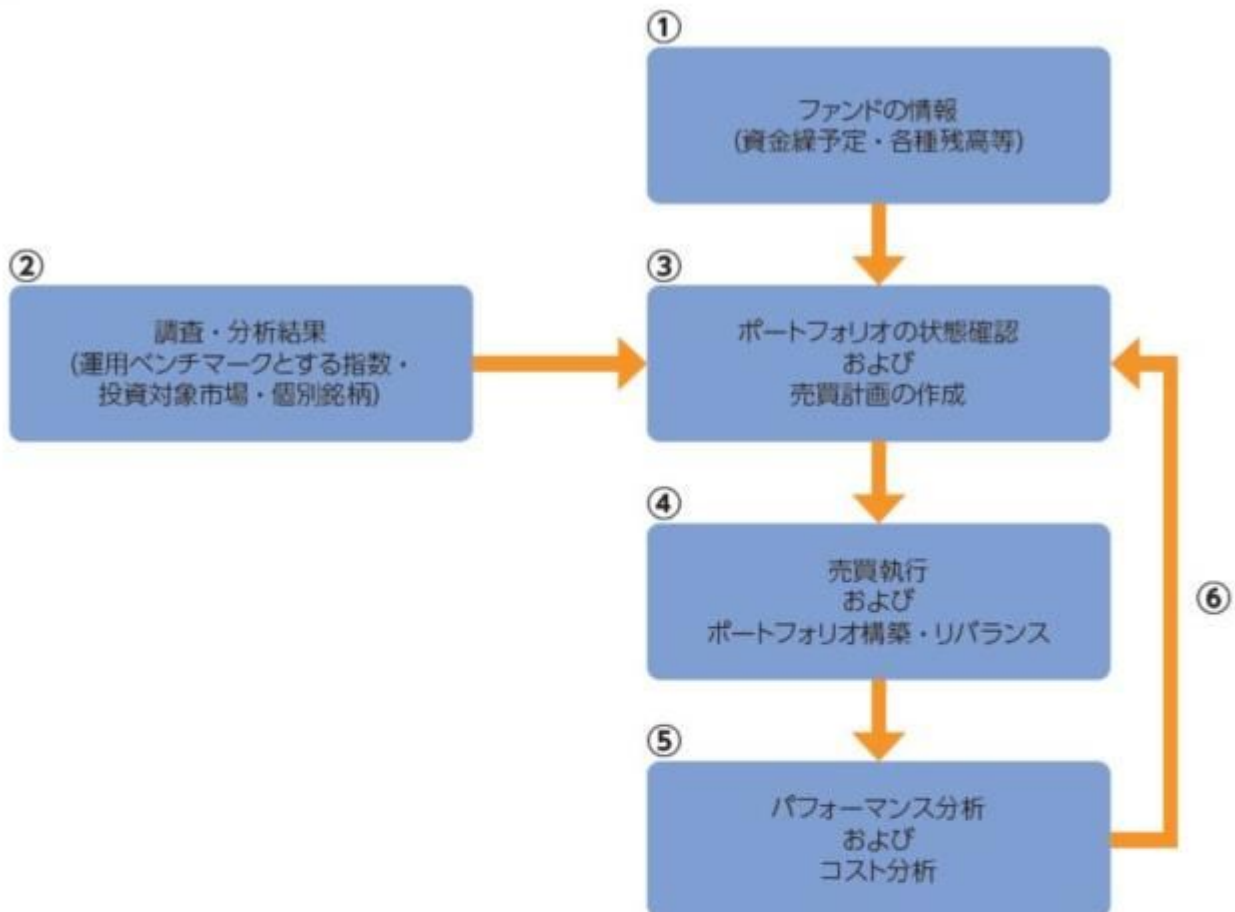 ①
ファンドの情報
(資金繰予定・各種残高等)
②
調査・分析結果
(運用ベンチマークとする指数・
投資対象市場・個別銘柄)
③
ポートフォリオの状態確認
および
売買計画の作成
④
売買執行
および
ポートフォリオ構築・リバランス
⑥
⑤
パフォーマンス分析
および
コスト分析